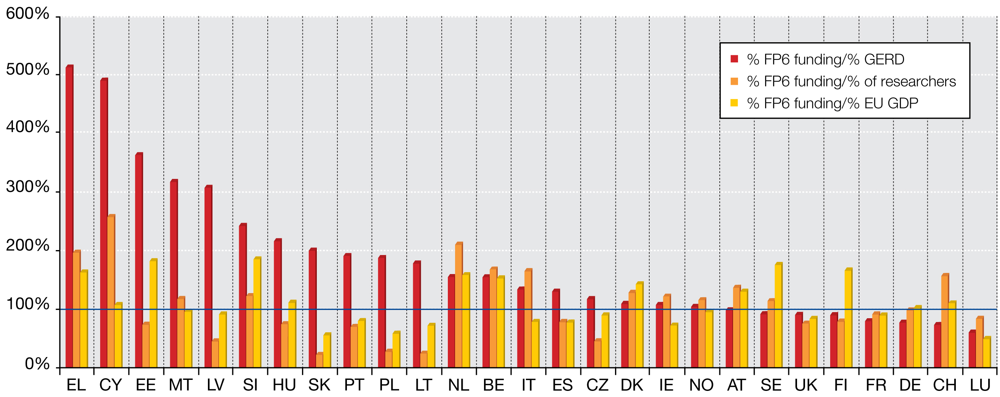 600%
500%
400%
300%
200%
100%
0%
% FP6 funding/% GERD
% FP6 funding/% of researchers
% FP6 funding/% EU GDP
EL CY EE MT LV SI HU SK PT PL LT NL BE IT ES CZ DK IE NO AT SE UK FI FR DE CH LU